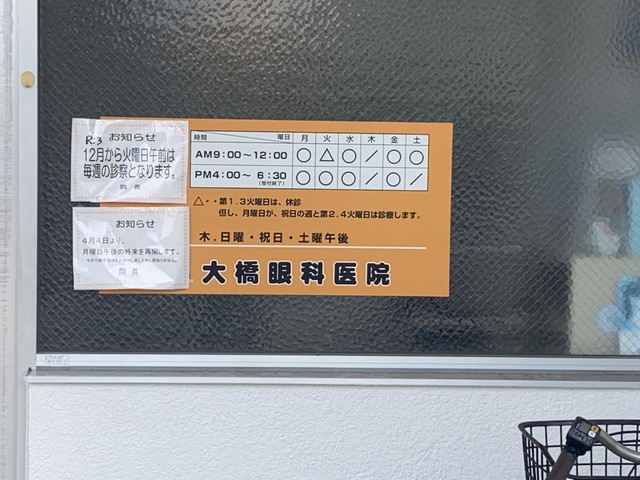 R.3 お知らせ
12月から火曜日午前は
毎週の診察となります。
院長
お知らせ
4月4日より、
月曜日午後の外来を再開します。
院長
時間 曜日 月 火 水 木 金 土
AM9:00〜12:00 ○ △ ○ ／ ○ ○
PM4:00〜 6:30 ○ ○ ○ ／ ○ ／
(受付終了)
△・・第1.3火曜日は、休診
但し、月曜日が、祝日の週と第2.4火曜日は診療します。
木.日曜・祝日・土曜午後
大橋眼科医院